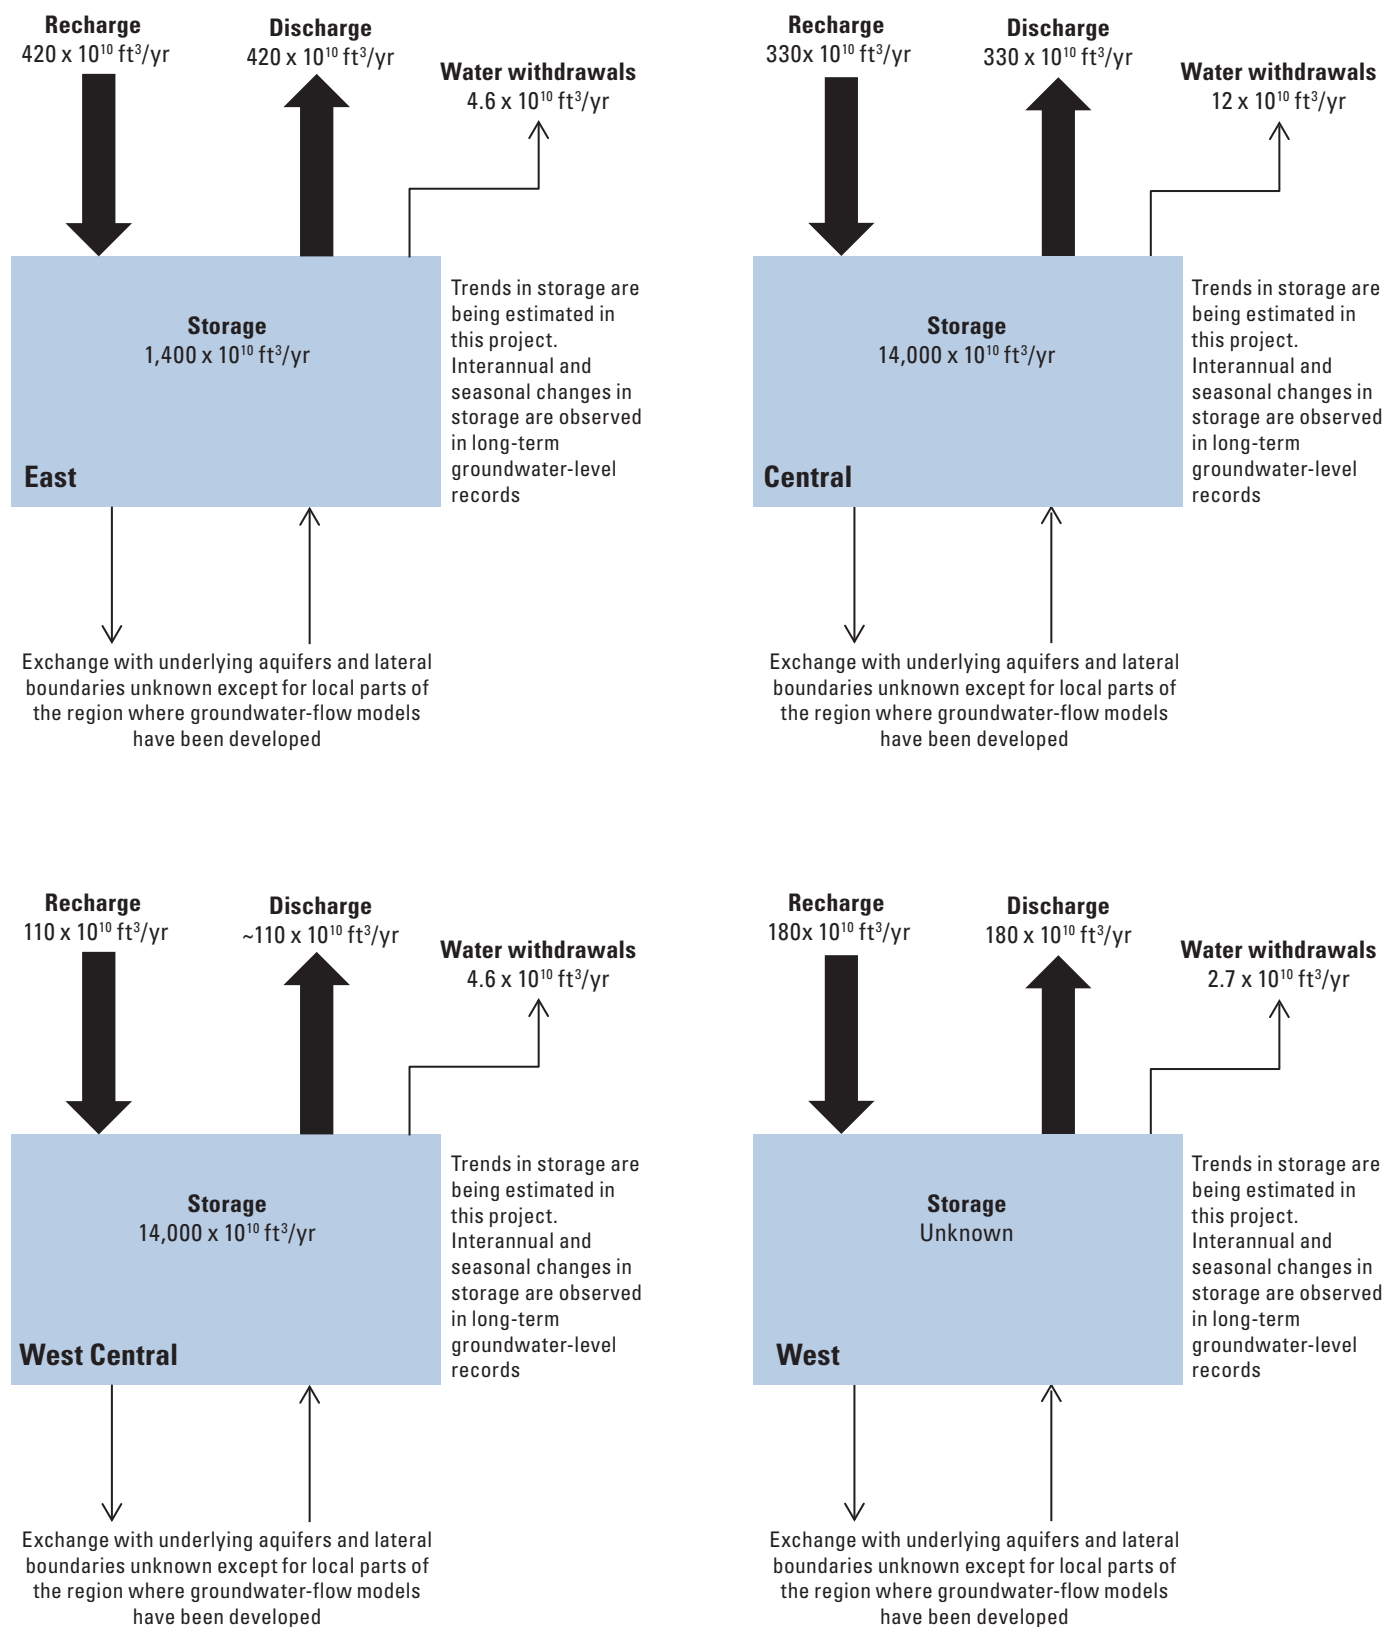 Recharge
420 x 10¹⁰ ft³/yr
Discharge
420 x 10¹⁰ ft³/yr
Water withdrawals
4.6 x 10¹⁰ ft³/yr
Storage
1,400 x 10¹⁰ ft³/yr
East
Trends in storage are
being estimated in
this project.
Interannual and
seasonal changes in
storage are observed
in long-term
groundwater-level
records
Exchange with underlying aquifers and lateral
boundaries unknown except for local parts of
the region where groundwater-flow models
have been developed
Recharge
330x 10¹⁰ ft³/yr
Discharge
330 x 10¹⁰ ft³/yr
Water withdrawals
12 x 10¹⁰ ft³/yr
Storage
14,000 x 10¹⁰ ft³/yr
Central
Trends in storage are
being estimated in
this project.
Interannual and
seasonal changes in
storage are observed
in long-term
groundwater-level
records
Exchange with underlying aquifers and lateral
boundaries unknown except for local parts of
the region where groundwater-flow models
have been developed
Recharge
110 x 10¹⁰ ft³/yr
Discharge
~110 x 10¹⁰ ft³/yr
Water withdrawals
4.6 x 10¹⁰ ft³/yr
Storage
14,000 x 10¹⁰ ft³/yr
West Central
Trends in storage are
being estimated in
this project.
Interannual and
seasonal changes in
storage are observed
in long-term
groundwater-level
records
Exchange with underlying aquifers and lateral
boundaries unknown except for local parts of
the region where groundwater-flow models
have been developed
Recharge
180x 10¹⁰ ft³/yr
Discharge
180 x 10¹⁰ ft³/yr
Water withdrawals
2.7 x 10¹⁰ ft³/yr
Storage
Unknown
West
Trends in storage are
being estimated in
this project.
Interannual and
seasonal changes in
storage are observed
in long-term
groundwater-level
records
Exchange with underlying aquifers and lateral
boundaries unknown except for local parts of
the region where groundwater-flow models
have been developed